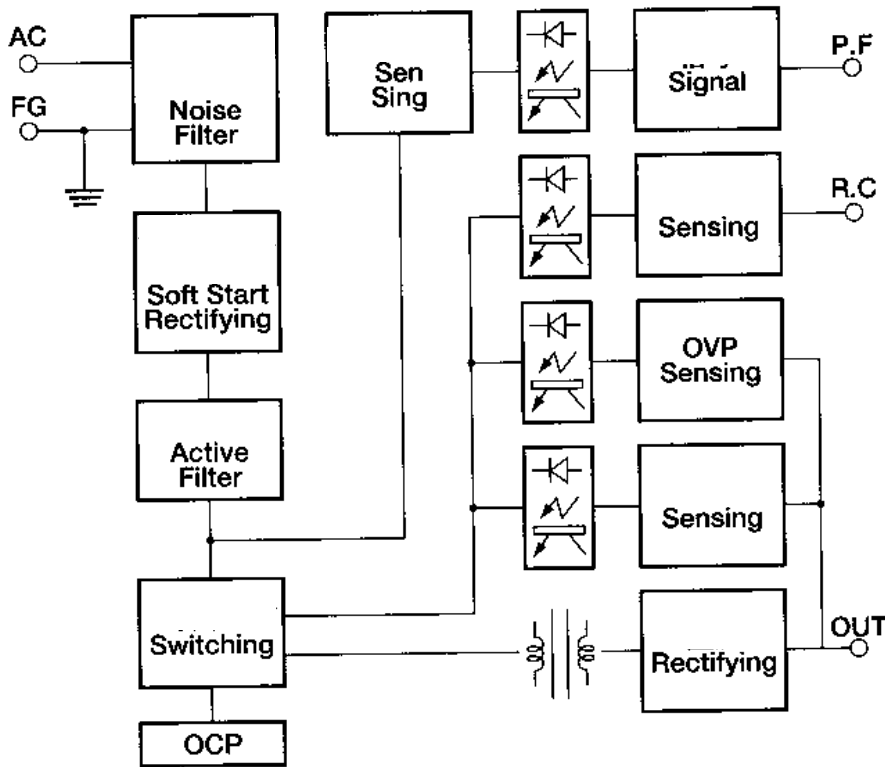 AC
FG
Noise
Filter
Soft Start
Rectifying
Active
Filter
Switching
OCP
Sen
Sing
Signal
P.F
Sensing
R.C
OVP
Sensing
Sensing
Rectifying
OUT